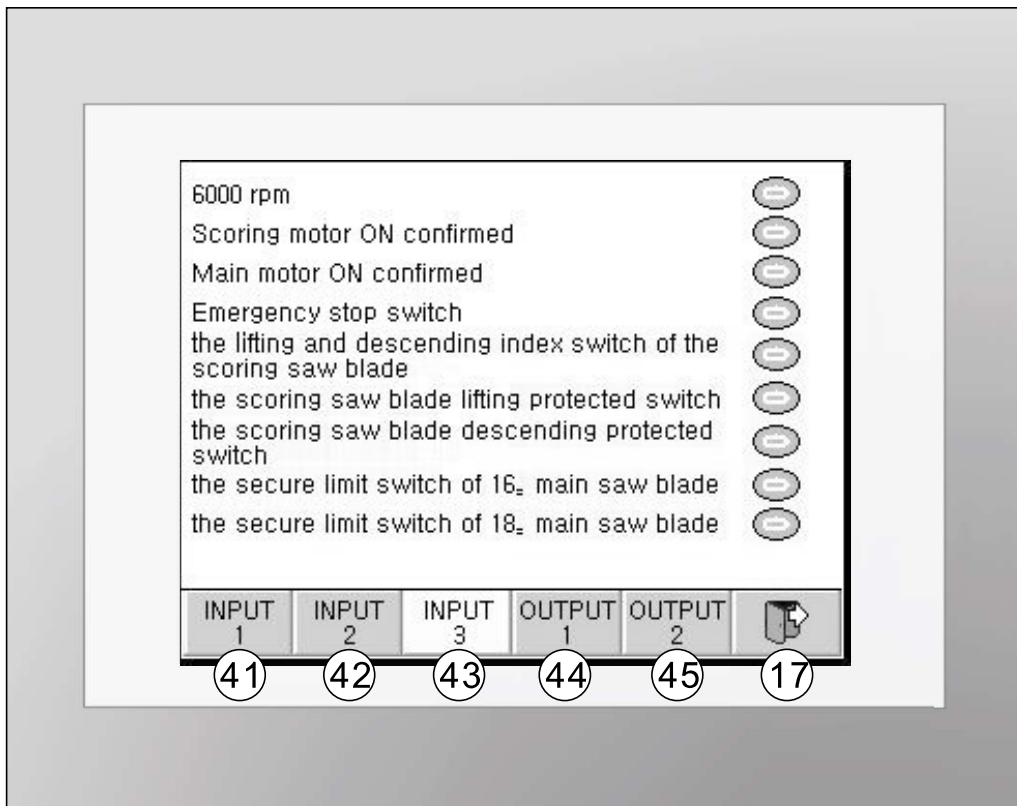 6000 rpm
Scoring motor ON confirmed
Main motor ON confirmed
Emergency stop switch
the lifting and descending index switch of the
scoring saw blade
the scoring saw blade lifting protected switch
the scoring saw blade descending protected
switch
the secure limit switch of 16₌ main saw blade
the secure limit switch of 18₌ main saw blade
INPUT INPUT INPUT OUTPUT OUTPUT
1 2 3 1 2
41 42 43 44 45 17